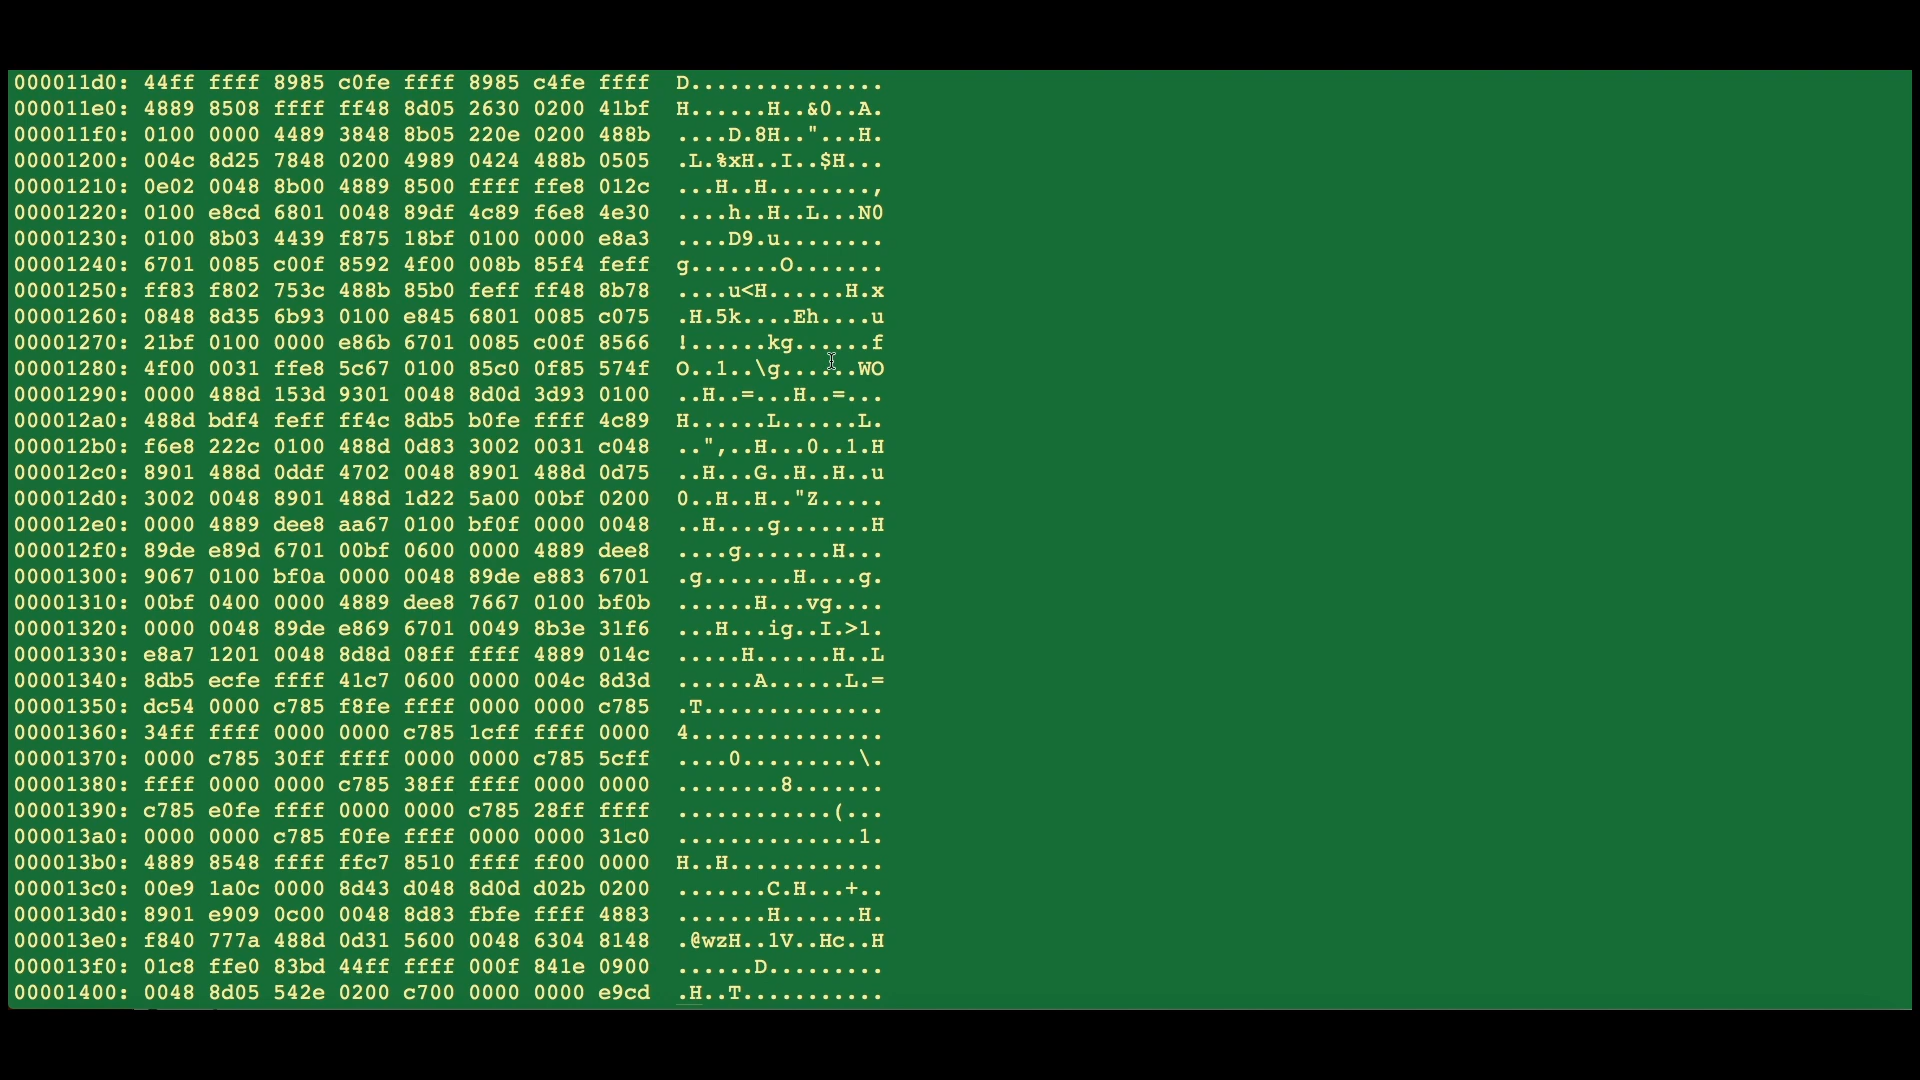 000011d0: 44ff ffff 8985 c0fe ffff 8985 c4fe ffff  D...............
000011e0: 4889 8508 ffff ff48 8d05 2630 0200 41bf  H......H..&0..A.
000011f0: 0100 0000 4489 3848 8b05 220e 0200 488b  ....D.8H.."...H.
00001200: 004c 8d25 7848 0200 4989 0424 488b 0505  .L.%xH..I..$H...
00001210: 0e02 0048 8b00 4889 8500 ffff ffe8 012c  ...H..H........,
00001220: 0100 e8cd 6801 0048 89df 4c89 f6e8 4e30  ....h..H..L...N0
00001230: 0100 8b03 4439 f875 18bf 0100 0000 e8a3  ....D9.u........
00001240: 6701 0085 c00f 8592 4f00 008b 85f4 feff  g.......O.......
00001250: ff83 f802 753c 488b 85b0 feff ff48 8b78  ....u<H......H.x
00001260: 0848 8d35 6b93 0100 e845 6801 0085 c075  .H.5k....Eh....u
00001270: 21bf 0100 0000 e86b 6701 0085 c00f 8566  !......kg......f
00001280: 4f00 0031 ffe8 5c67 0100 85c0 0f85 574f  O..1..\g......WO
00001290: 0000 488d 153d 9301 0048 8d0d 3d93 0100  ..H..=...H..=...
000012a0: 488d bdf4 feff ff4c 8db5 b0fe ffff 4c89  H......L......L.
000012b0: f6e8 222c 0100 488d 0d83 3002 0031 c048  ..",..H...0..1.H
000012c0: 8901 488d 0ddf 4702 0048 8901 488d 0d75  ..H...G..H..H..u
000012d0: 3002 0048 8901 488d 1d22 5a00 00bf 0200  0..H..H.."Z.....
000012e0: 0000 4889 dee8 aa67 0100 bf0f 0000 0048  ..H....g.......H
000012f0: 89de e89d 6701 00bf 0600 0000 4889 dee8  ....g.......H...
00001300: 9067 0100 bf0a 0000 0048 89de e883 6701  .g.......H....g.
00001310: 00bf 0400 0000 4889 dee8 7667 0100 bf0b  ......H...vg....
00001320: 0000 0048 89de e869 6701 0049 8b3e 31f6  ...H...ig..I.>1.
00001330: e8a7 1201 0048 8d8d 08ff ffff 4889 014c  .....H......H..L
00001340: 8db5 ecfe ffff 41c7 0600 0000 004c 8d3d  ......A......L.=
00001350: dc54 0000 c785 f8fe ffff 0000 0000 c785  .T..............
00001360: 34ff ffff 0000 0000 c785 1cff ffff 0000  4...............
00001370: 0000 c785 30ff ffff 0000 0000 c785 5cff  ....0.........\.
00001380: ffff 0000 0000 c785 38ff ffff 0000 0000  ........8.......
00001390: c785 e0fe ffff 0000 0000 c785 28ff ffff  ............(...
000013a0: 0000 0000 c785 f0fe ffff 0000 0000 31c0  ..............1.
000013b0: 4889 8548 ffff ffc7 8510 ffff ff00 0000  H..H............
000013c0: 00e9 1a0c 0000 8d43 d048 8d0d d02b 0200  .......C.H...+..
000013d0: 8901 e909 0c00 0048 8d83 fbfe ffff 4883  .......H......H.
000013e0: f840 777a 488d 0d31 5600 0048 6304 8148  .@wzH..1V..Hc..H
000013f0: 01c8 ffe0 83bd 44ff ffff 000f 841e 0900  ......D.........
00001400: 0048 8d05 542e 0200 c700 0000 0000 e9cd  .H..T...........